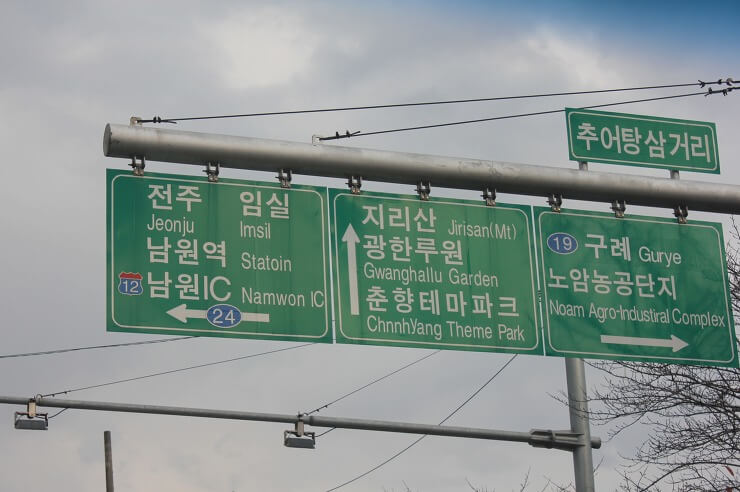 추어탕삼거리
전주 임실
Jeonju Imsil
남원역 Statoin
12 남원IC Namwon IC
24
지리산 Jirisan(Mt)
광한루원
Gwanghallu Garden
춘향테마파크
ChnnhYang Theme Park
19 구례 Gurye
노암농공단지
Noam Agro-Industiral Complex